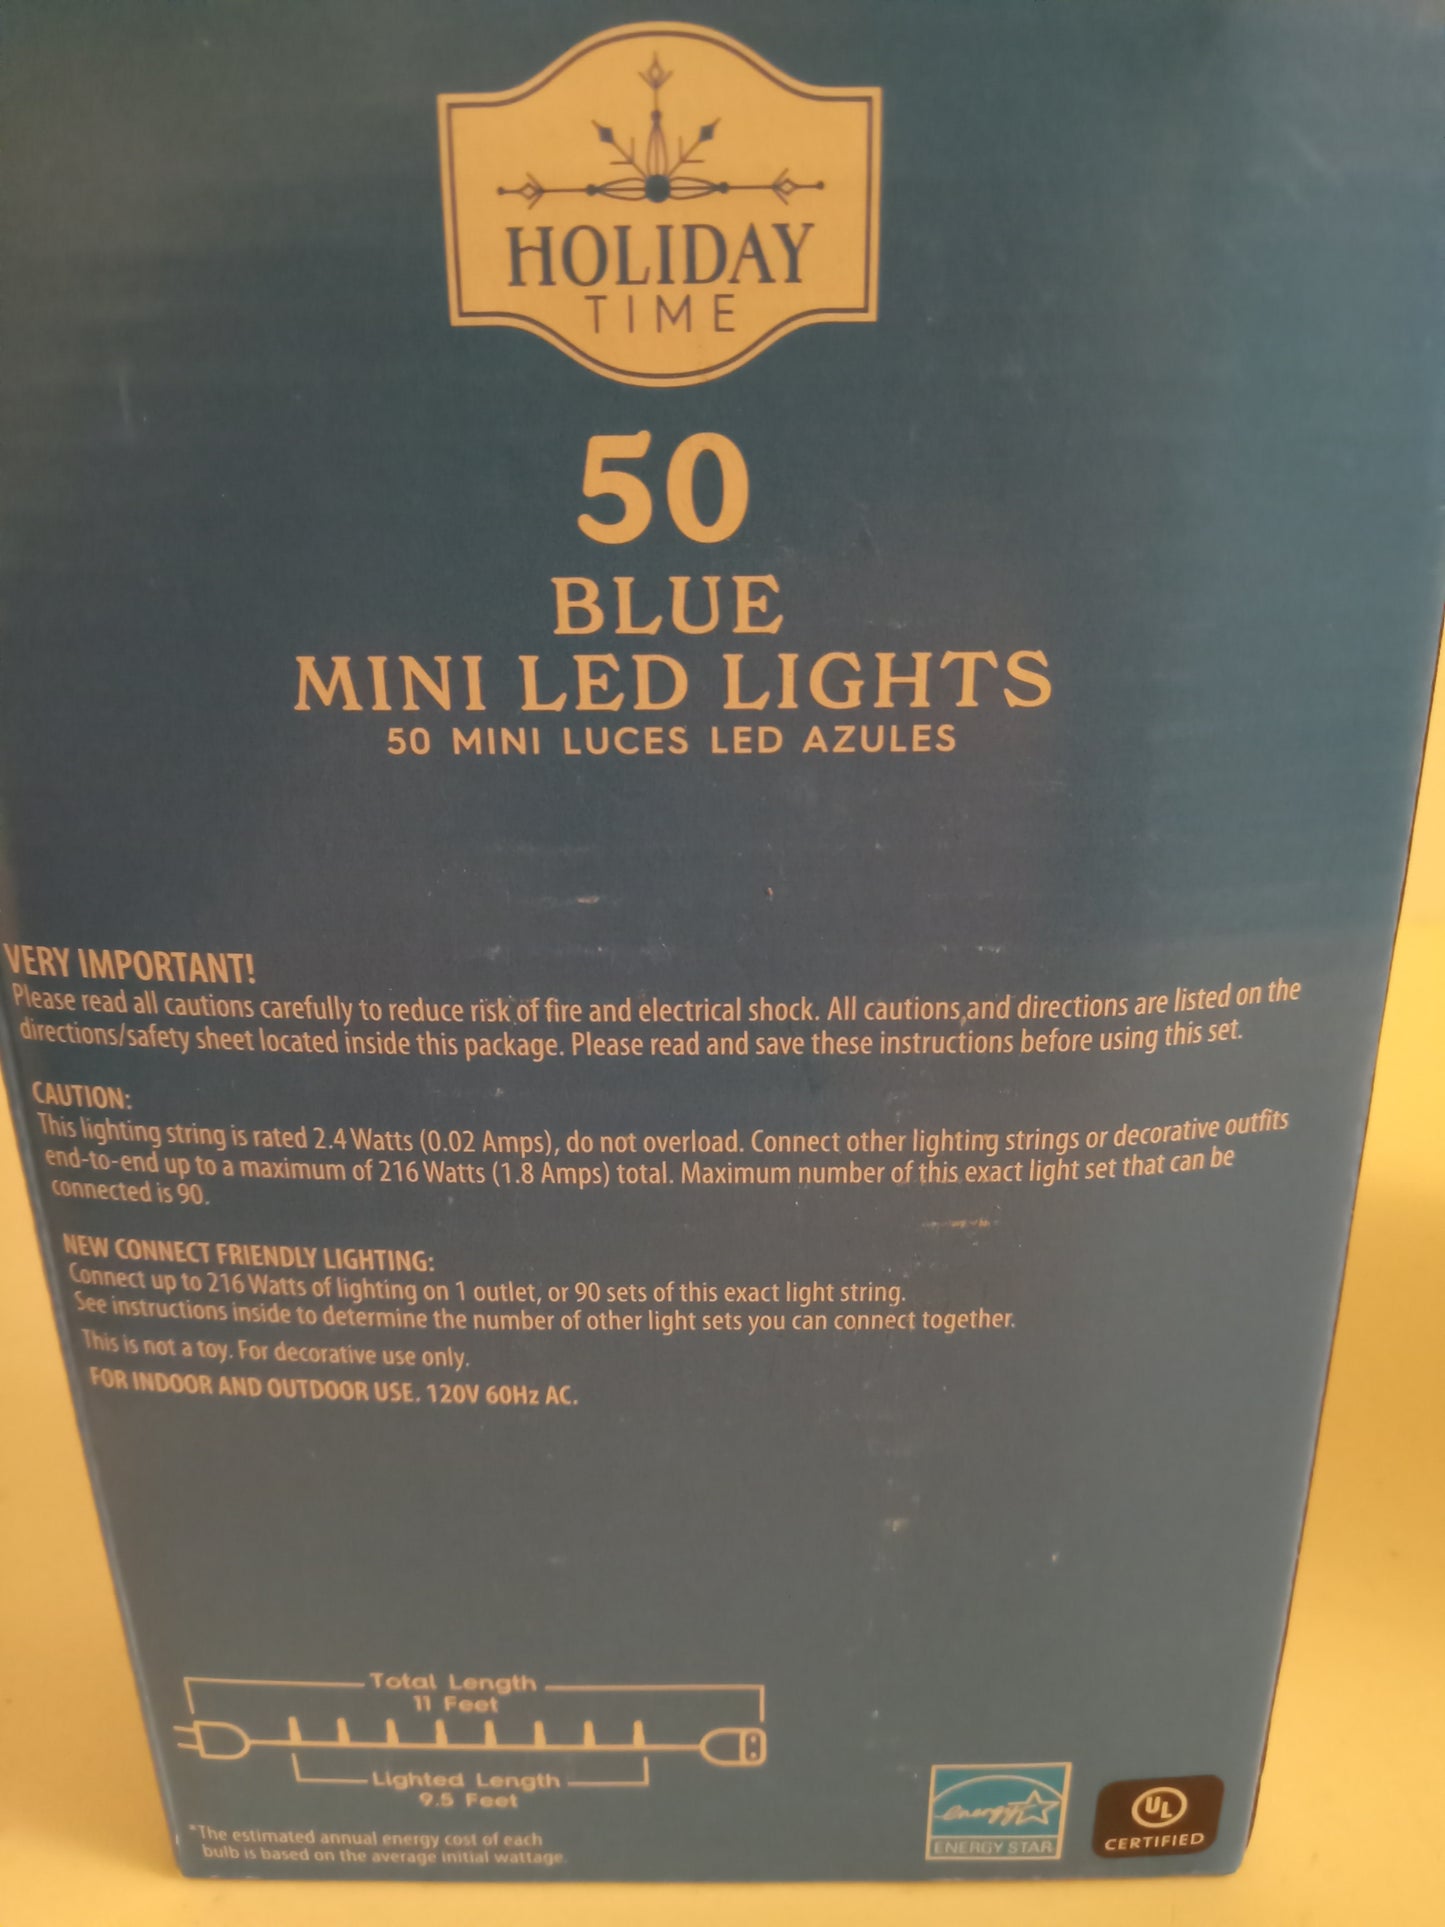 HOLIDAY
TIME
50
BLUE
MINI LED LIGHTS
50 MINI LUCES LED AZULES
VERY IMPORTANT!
Please read all cautions carefully to reduce risk of fire and electrical shock. All cautions and directions are listed on the
directions/safety sheet located inside this package. Please read and save these instructions before using this set.
CAUTION:
This lighting string is rated 2.4 Watts (0.02 Amps), do not overload. Connect other lighting strings or decorative outfits
end-to-end up to a maximum of 216 Watts (1.8 Amps) total. Maximum number of this exact light set that can be
connected is 90.
NEW CONNECT FRIENDLY LIGHTING:
Connect up to 216 Watts of lighting on 1 outlet, or 90 sets of this exact light string.
See instructions inside to determine the number of other light sets you can connect together.
This is not a toy. For decorative use only.
FOR INDOOR AND OUTDOOR USE. 120V 60Hz AC.
Total Length
11 Feet
Lighted Length
9.5 Feet
*The estimated annual energy cost of each
bulb is based on the average initial wattage.
energy
ENERGY STAR
UL
CERTIFIED